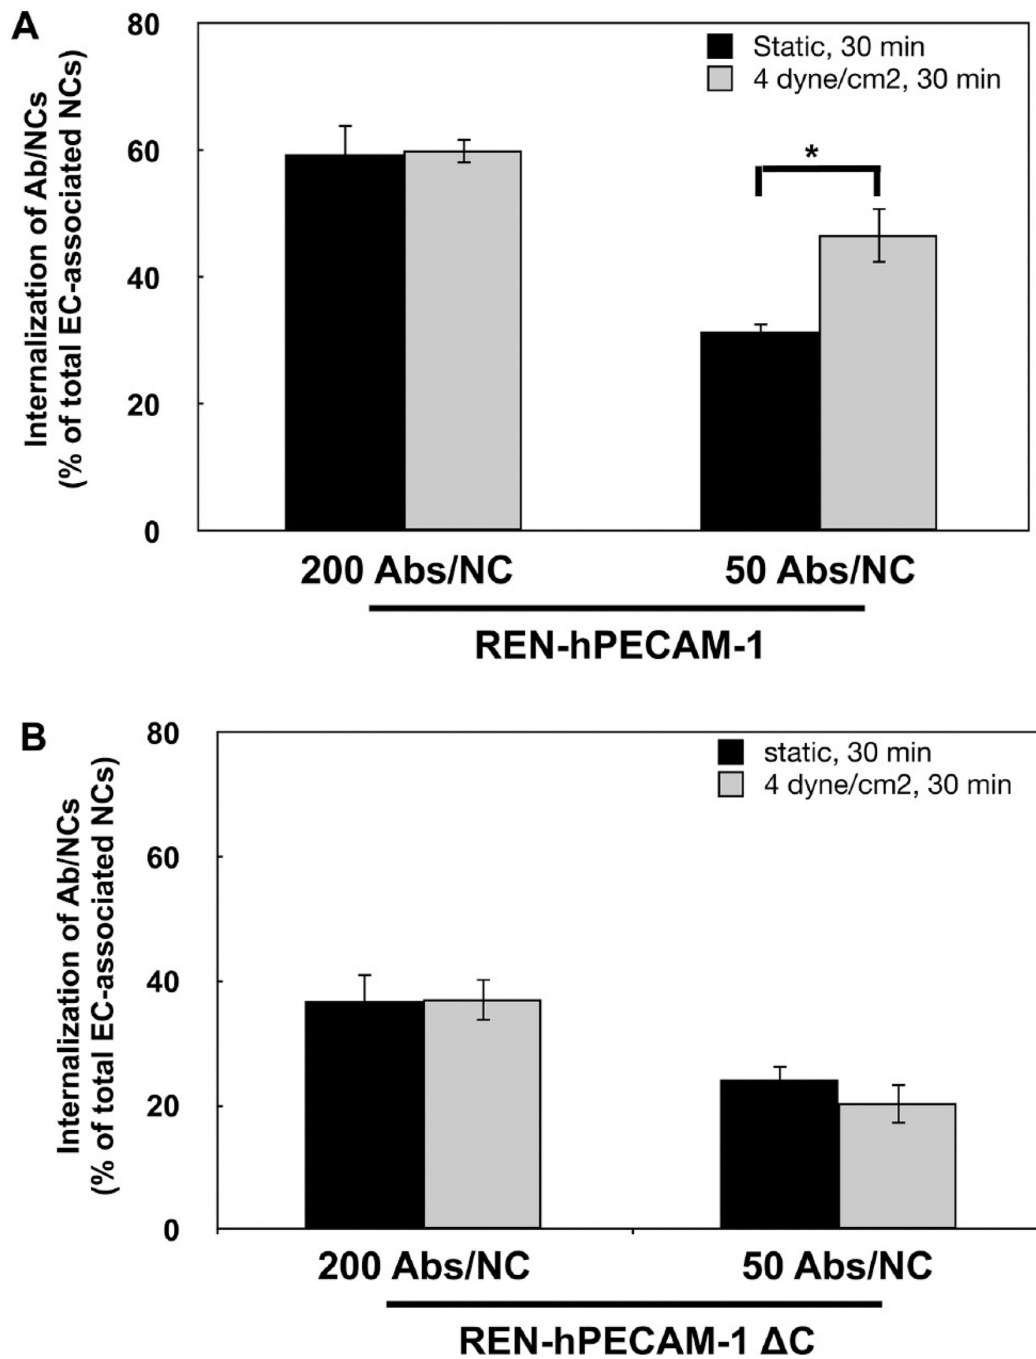 A
Internalization of Ab/NCs
(% of total EC-associated NCs)
80
60
40
20
0
Static, 30 min
4 dyne/cm2, 30 min
*
200 Abs/NC
50 Abs/NC
REN-hPECAM-1
B
Internalization of Ab/NCs
(% of total EC-associated NCs)
80
60
40
20
0
static, 30 min
4 dyne/cm2, 30 min
200 Abs/NC
50 Abs/NC
REN-hPECAM-1 ΔC